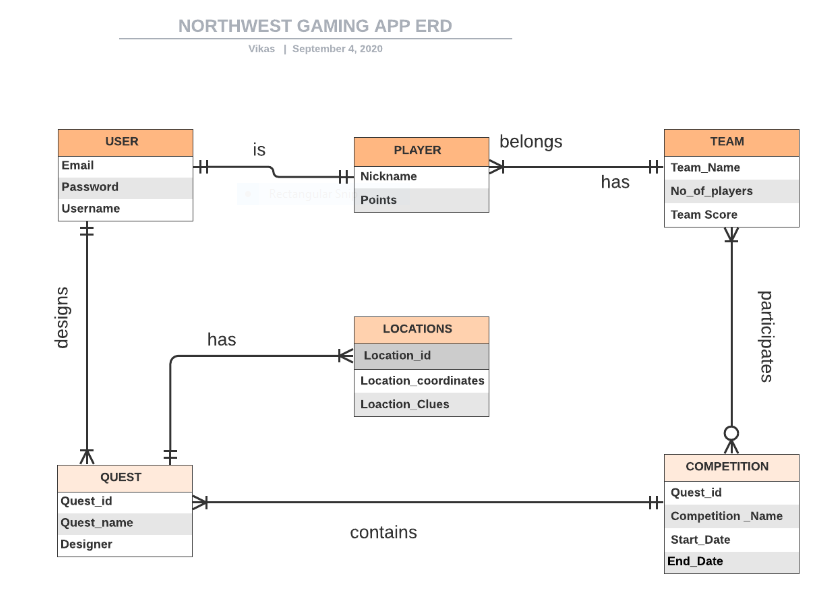 NORTHWEST GAMING APP ERD
Vikas | September 4, 2020
USER
Email
Password
Username
is
PLAYER
Nickname
Points
belongs
has
TEAM
Team_Name
No_of_players
Team Score
designs
has
LOCATIONS
Location_id
Location_coordinates
Loaction_Clues
participates
QUEST
Quest_id
Quest_name
Designer
contains
COMPETITION
Quest_id
Competition _Name
Start_Date
End_Date
Rectangular